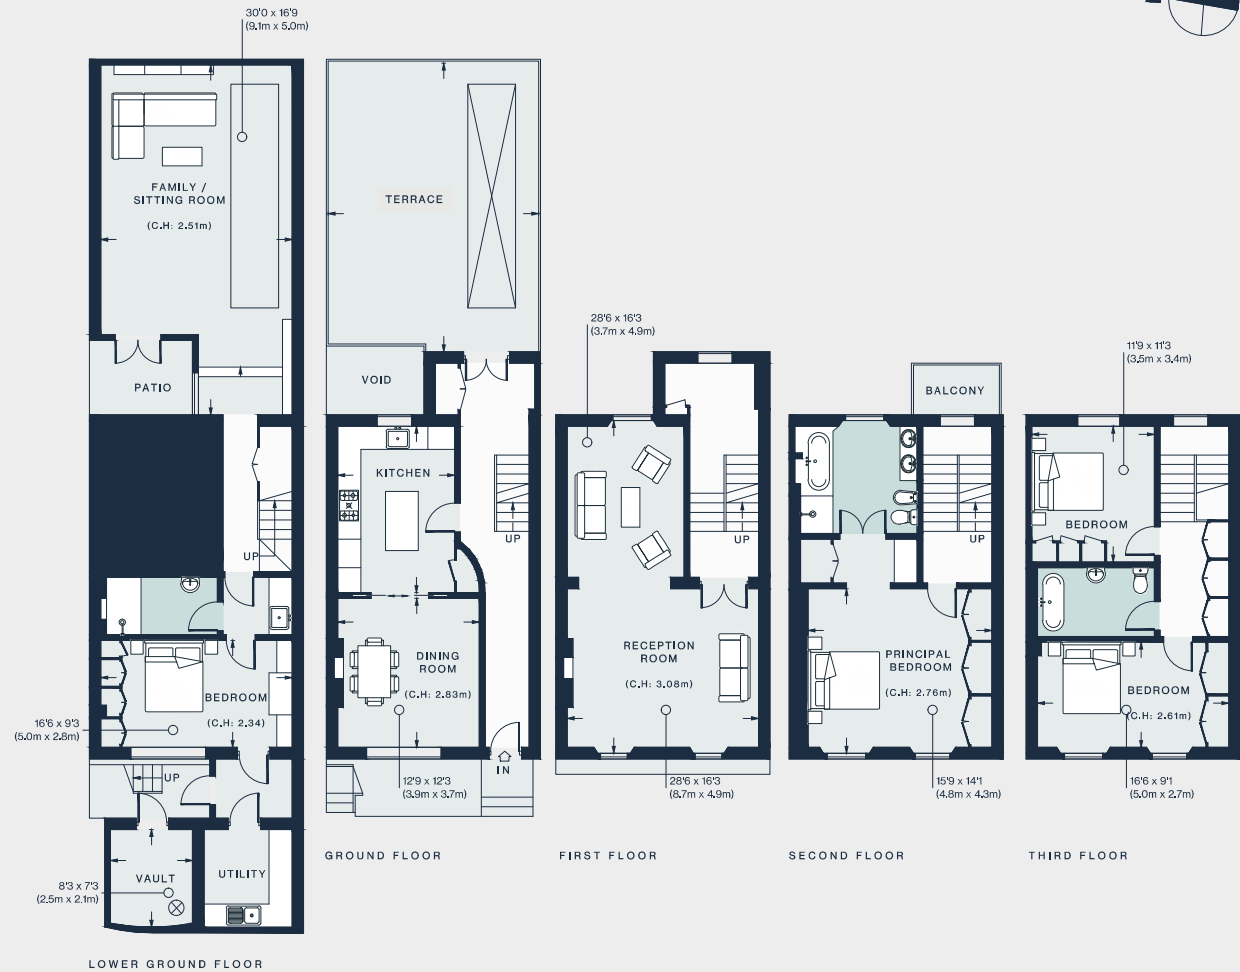 30'0 x 16'9
(9.1m x 5.0m)
FAMILY /
SITTING ROOM
(C.H: 2.51m)
PATIO
UP
BEDROOM
(C.H: 2.34)
16'6 x 9'3
(5.0m x 2.8m)
UP
VAULT
8'3 x 7'3
(2.5m x 2.1m)
UTILITY
LOWER GROUND FLOOR
TERRACE
VOID
KITCHEN
UP
DINING
ROOM
(C.H: 2.83m)
IN
12'9 x 12'3
(3.9m x 3.7m)
GROUND FLOOR
28'6 x 16'3
(3.7m x 4.9m)
UP
RECEPTION
ROOM
(C.H: 3.08m)
28'6 x 16'3
(8.7m x 4.9m)
FIRST FLOOR
BALCONY
UP
PRINCIPAL
BEDROOM
(C.H: 2.76m)
15'9 x 14'1
(4.8m x 4.3m)
SECOND FLOOR
11'9 x 11'3
(3.5m x 3.4m)
BEDROOM
BEDROOM
(C.H: 2.61m)
16'6 x 9'1
(5.0m x 2.7m)
THIRD FLOOR